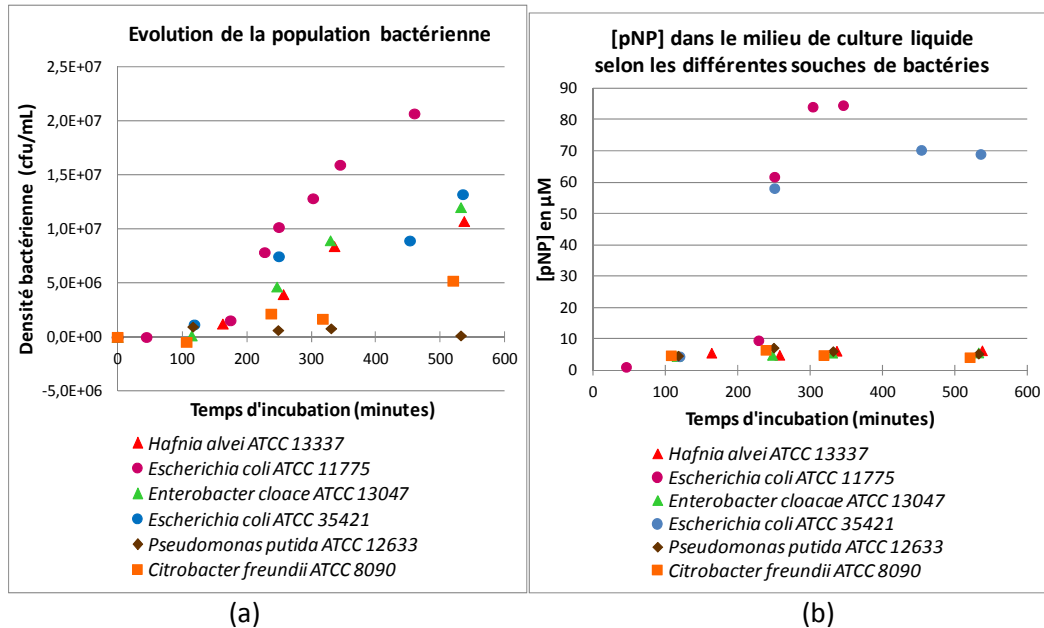 Evolution de la population bactérienne
2,5E+07
2,0E+07
1,5E+07
1,0E+07
5,0E+06
0,0E+00
-5,0E+06
Densité bactérienne (cfu/mL)
0 100 200 300 400 500 600
Temps d'incubation (minutes)
Hafnia alvei ATCC 13337
Escherichia coli ATCC 11775
Enterobacter cloace ATCC 13047
Escherichia coli ATCC 35421
Pseudomonas putida ATCC 12633
Citrobacter freundii ATCC 8090
(a)
[pNP] dans le milieu de culture liquide
selon les différentes souches de bactéries
90
80
70
60
50
40
30
20
10
0
[pNP] en µM
0 100 200 300 400 500 600
Temps d'incubation (minutes)
Hafnia alvei ATCC 13337
Escherichia coli ATCC 11775
Enterobacter cloacae ATCC 13047
Escherichia coli ATCC 35421
Pseudomonas putida ATCC 12633
Citrobacter freundii ATCC 8090
(b)